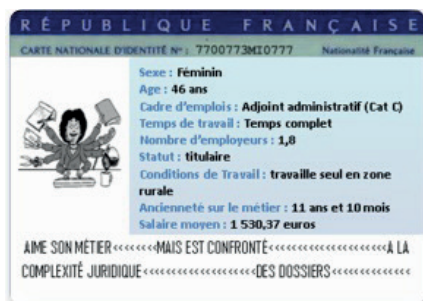 RÉPUBLIQUE FRANÇAISE
CARTE NATIONALE D'IDENTITÉ Nº : 7700773MI0777 Nationalité Française
Sexe : Féminin
Age : 46 ans
Cadre d'emplois : Adjoint administratif (Cat C)
Temps de travail : Temps complet
Nombre d'employeurs : 1,8
Statut : titulaire
Conditions de Travail : travaille seul en zone
rurale
Ancienneté sur le métier : 11 ans et 10 mois
Salaire moyen : 1 530,37 euros
AIME SON MÉTIER<<<<<<<<MAIS EST CONFRONTÉ<<<<<<<<<<<<<<<<<<<<<À LA
COMPLEXITÉ JURIDIQUE<<<<<<<<<<<<<<<<<<<<DES DOSSIERS<<<<<<<<<<<<<